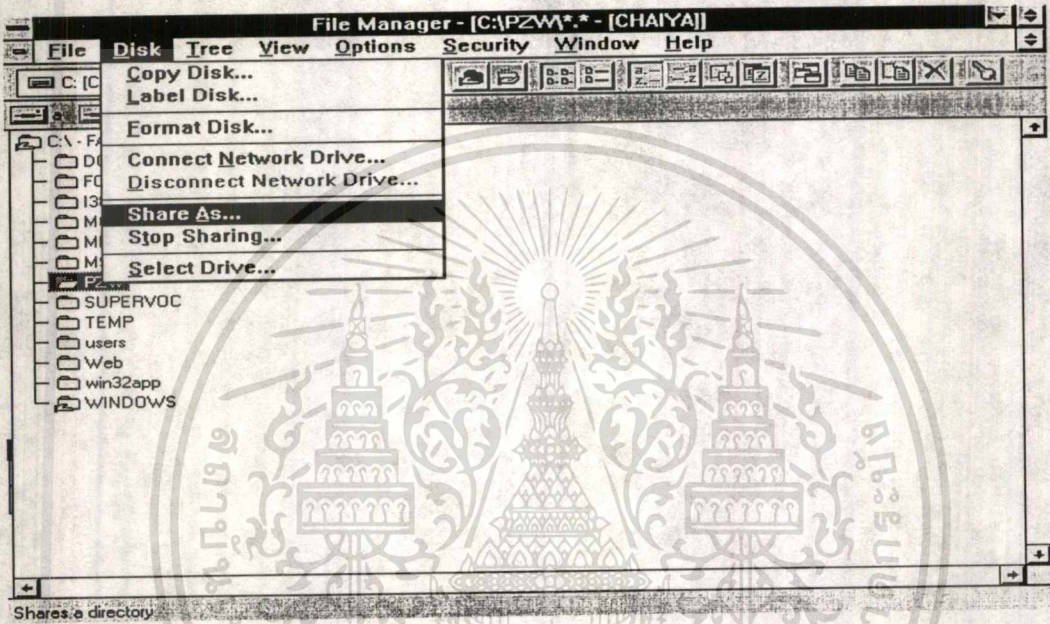 File Manager - [C:\PZW\*.* - [CHAIYA]]
File Disk Tree View Options Security Window Help
C: [C
Copy Disk...
Label Disk...
Format Disk...
Connect Network Drive...
Disconnect Network Drive...
Share As...
Stop Sharing...
Select Drive...
C:\ - FA
PZW
SUPERVOC
TEMP
users
Web
win32app
WINDOWS
Shares a directory